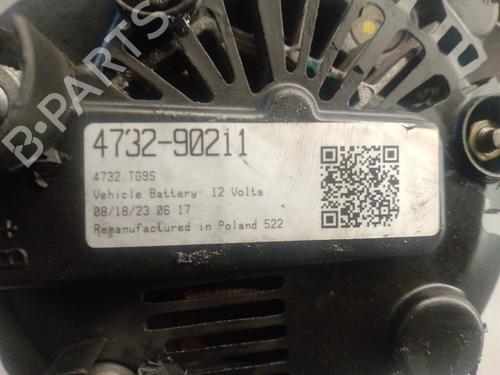 B-PARTS
4732-90211
4732 TG9S
Vehicle Battery: 12 Volts
08/18/23 06:17
Remanufactured in Poland 522
B+